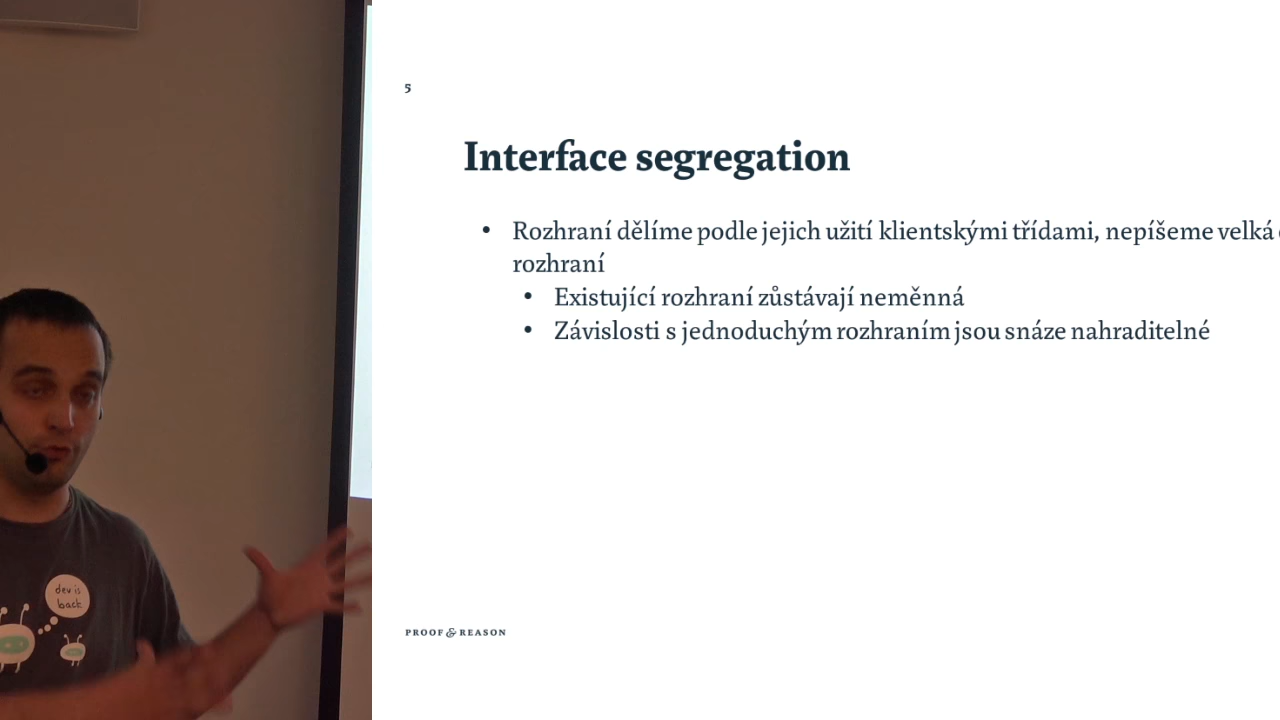 5
Interface segregation
• Rozhraní dělíme podle jejich užití klientskými třídami, nepíšeme velká
rozhraní
• Existující rozhraní zůstávají neměnná
• Závislosti s jednoduchým rozhraním jsou snáze nahraditelné
dev is
back
PROOF & REASON